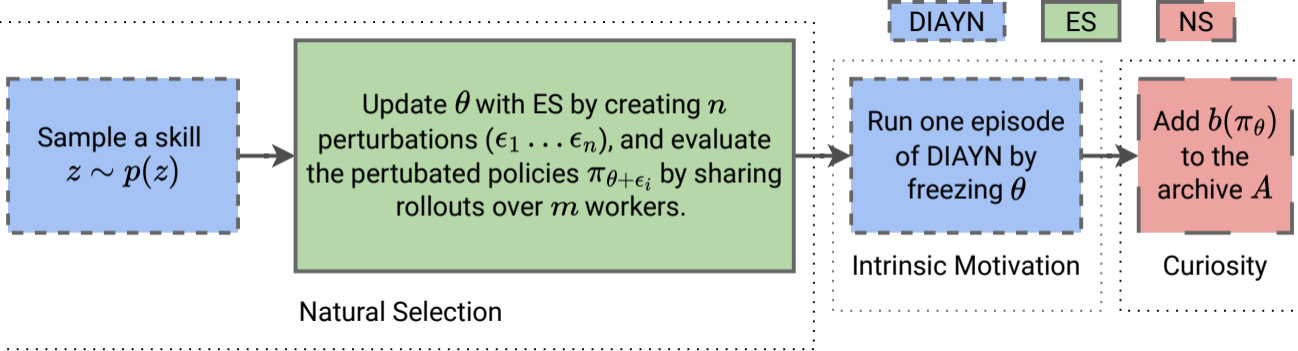 DIAYN
ES
NS
Sample a skill
z ∼ p(z)
Update θ with ES by creating n
perturbations (ϵ₁ … ϵₙ), and evaluate
the pertubated policies π_{θ+ϵᵢ} by sharing
rollouts over m workers.
Natural Selection
Run one episode
of DIAYN by
freezing θ
Intrinsic Motivation
Add b(π_θ)
to the
archive A
Curiosity